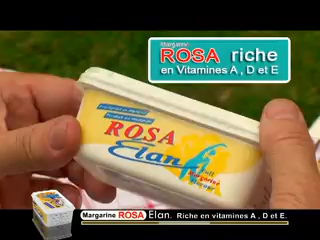 Margarine
ROSA riche
en Vitamines A , D et E
ROSA
Elan
Margarine ROSA Elan. Riche en vitamines A , D et E.